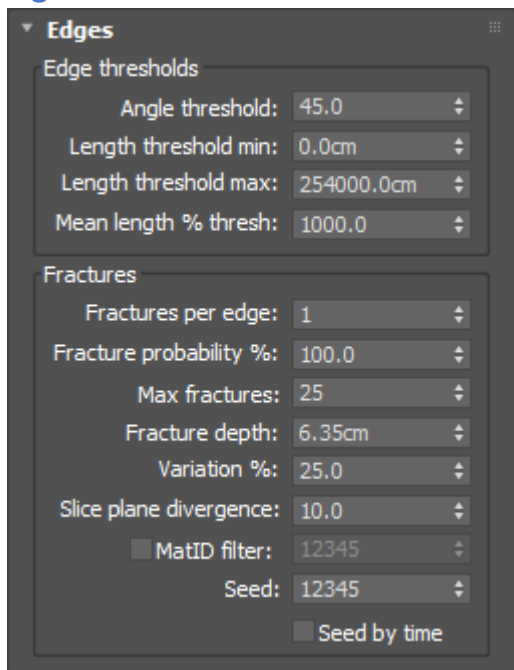 Edges
Edge thresholds
Angle threshold: 45.0
Length threshold min: 0.0cm
Length threshold max: 254000.0cm
Mean length % thresh: 1000.0
Fractures
Fractures per edge: 1
Fracture probability %: 100.0
Max fractures: 25
Fracture depth: 6.35cm
Variation %: 25.0
Slice plane divergence: 10.0
MatID filter: 12345
Seed: 12345
Seed by time